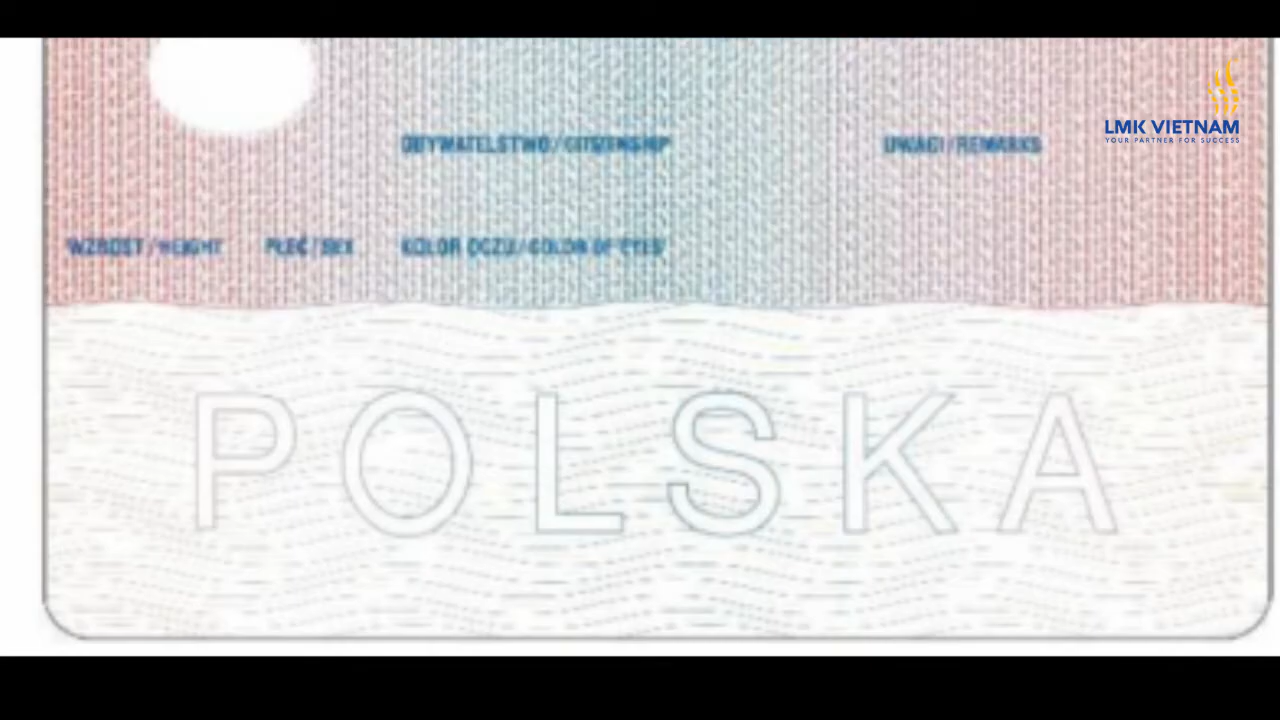 OBYWATELSTWO / CITIZENSHIP
UWAGI / REMARKS
LMK VIETNAM
YOUR PARTNER FOR SUCCESS
WZROST / HEIGHT PŁEĆ / SEX KOLOR OCZU / COLOR OF EYES
POLSKA